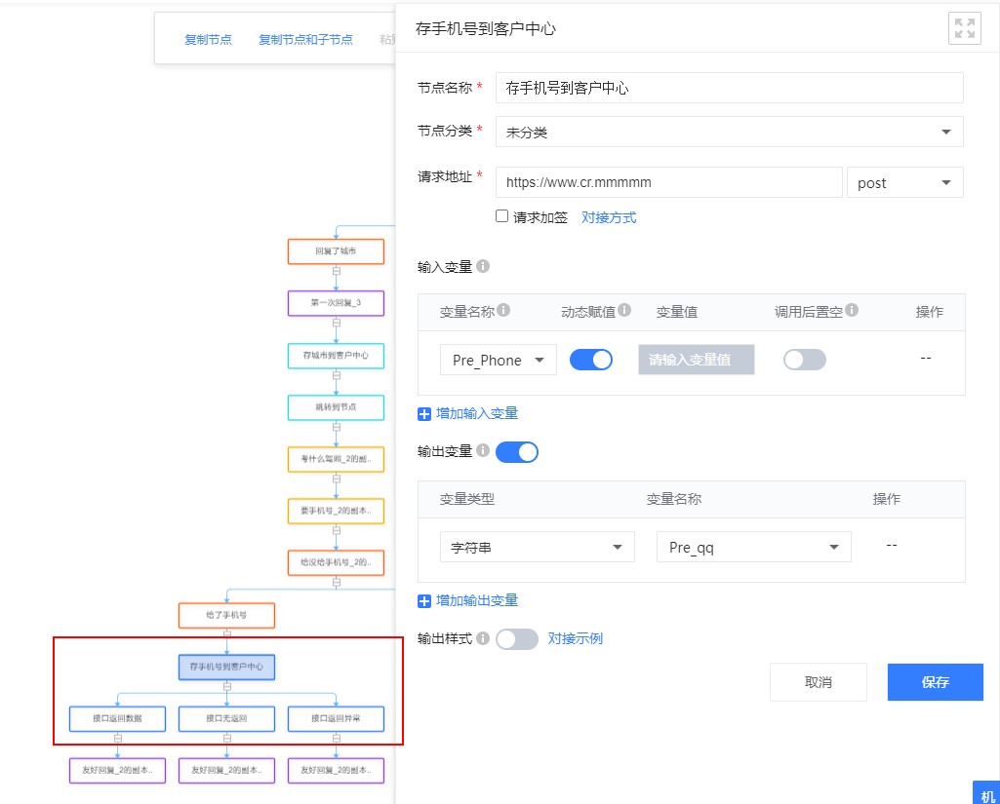 复制节点 复制节点和子节点
存手机号到客户中心
节点名称 * 存手机号到客户中心
节点分类 * 未分类
请求地址 * https://www.cr.mmmmm post
请求加签 对接方式
输入变量
变量名称 动态赋值 变量值 调用后置空 操作
Pre_Phone 请输入变量值 --
增加输入变量
输出变量
变量类型 变量名称 操作
字符串 Pre_qq --
增加输出变量
输出样式 对接示例
取消 保存
机
回复了城市
第一次回复_3
存城市到客户中心
跳转到节点
考什么驾照_2的副..
要手机号_2的副本..
给没给手机号_2的..
给了手机号
存手机号到客户中心
接口返回数据 接口无返回 接口返回异常
友好回复_2的副本.. 友好回复_2的副本.. 友好回复_2的副本..